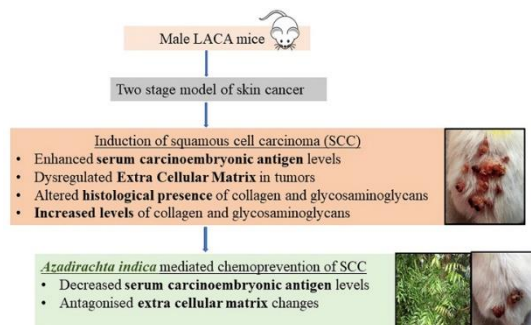 Male LACA mice
Two stage model of skin cancer
Induction of squamous cell carcinoma (SCC)
• Enhanced serum carcinoembryonic antigen levels
• Dysregulated Extra Cellular Matrix in tumors
• Altered histological presence of collagen and glycosaminoglycans
• Increased levels of collagen and glycosaminoglycans
Azadirachta indica mediated chemoprevention of SCC
• Decreased serum carcinoembryonic antigen levels
• Antagonised extra cellular matrix changes